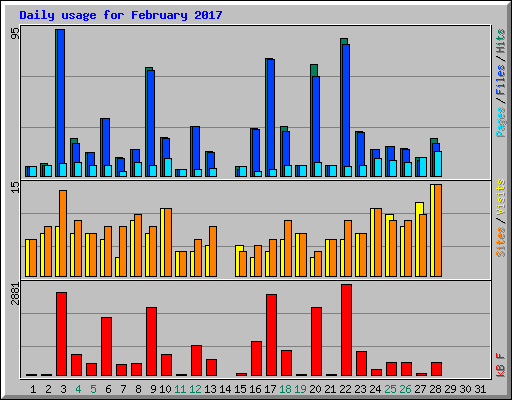 Daily usage for February 2017
95
Pages / Files / Hits
15
Sites / Visits
2881
kB F
1 2 3 4 5 6 7 8 9 10 11 12 13 14 15 16 17 18 19 20 21 22 23 24 25 26 27 28 29 30 31